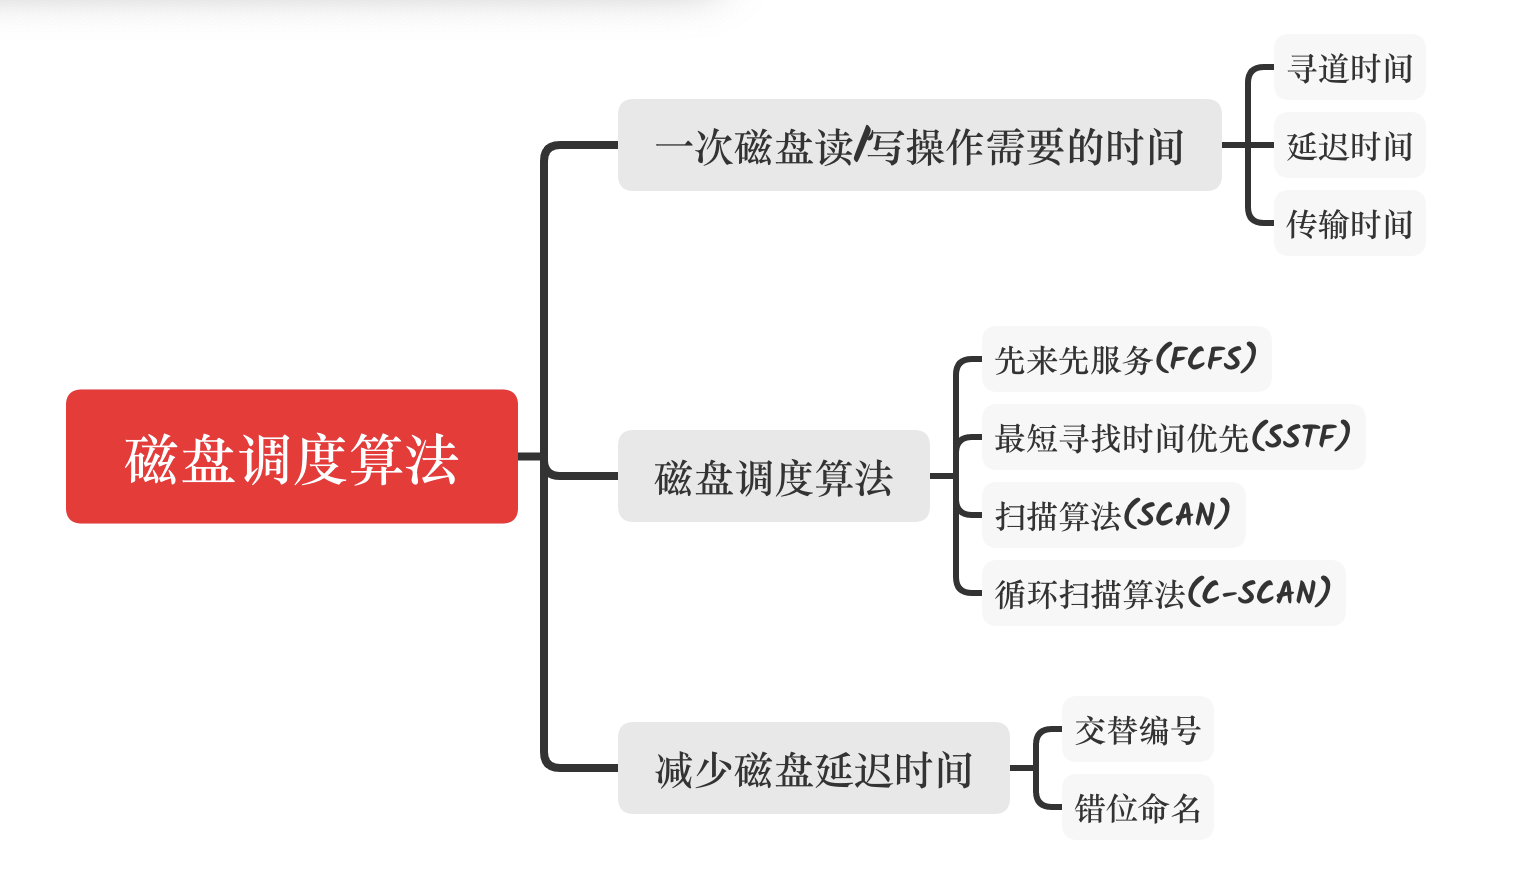 磁盘调度算法
一次磁盘读/写操作需要的时间
寻道时间
延迟时间
传输时间
磁盘调度算法
先来先服务(FCFS)
最短寻找时间优先(SSTF)
扫描算法(SCAN)
循环扫描算法(C-SCAN)
减少磁盘延迟时间
交替编号
错位命名